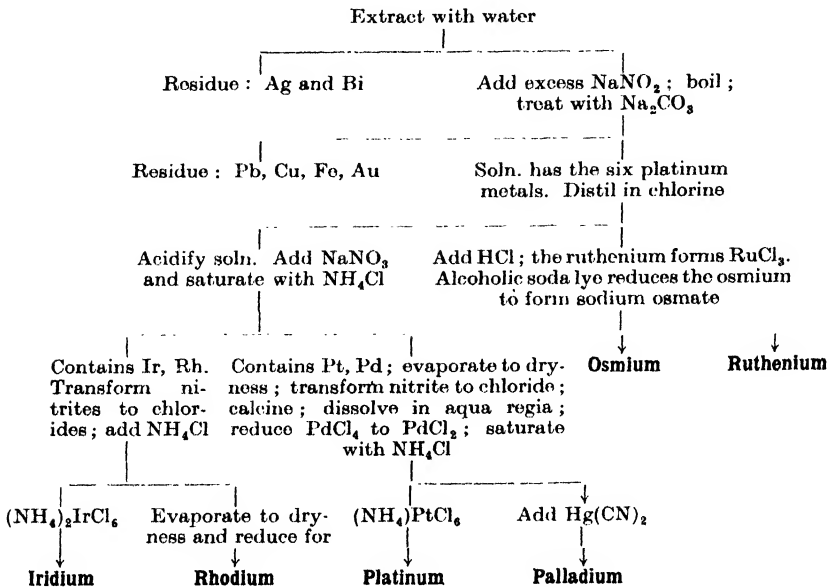 Extract with water
Residue : Ag and Bi
Add excess NaNO₂ ; boil ;
treat with Na₂CO₃
Residue : Pb, Cu, Fe, Au
Soln. has the six platinum
metals. Distil in chlorine
Acidify soln. Add NaNO₃
and saturate with NH₄Cl
Add HCl ; the ruthenium forms RuCl₃.
Alcoholic soda lye reduces the osmium
to form sodium osmate
Contains Ir, Rh.
Transform ni-
trites to chlor-
ides ; add NH₄Cl
Contains Pt, Pd ; evaporate to dry-
ness ; transform nitrite to chloride ;
calcine ; dissolve in aqua regia ;
reduce PdCl₄ to PdCl₂ ; saturate
with NH₄Cl
Osmium
Ruthenium
(NH₄)₂IrCl₆
Evaporate to dry-
ness and reduce for
(NH₄)PtCl₆
Add Hg(CN)₂
Iridium
Rhodium
Platinum
Palladium